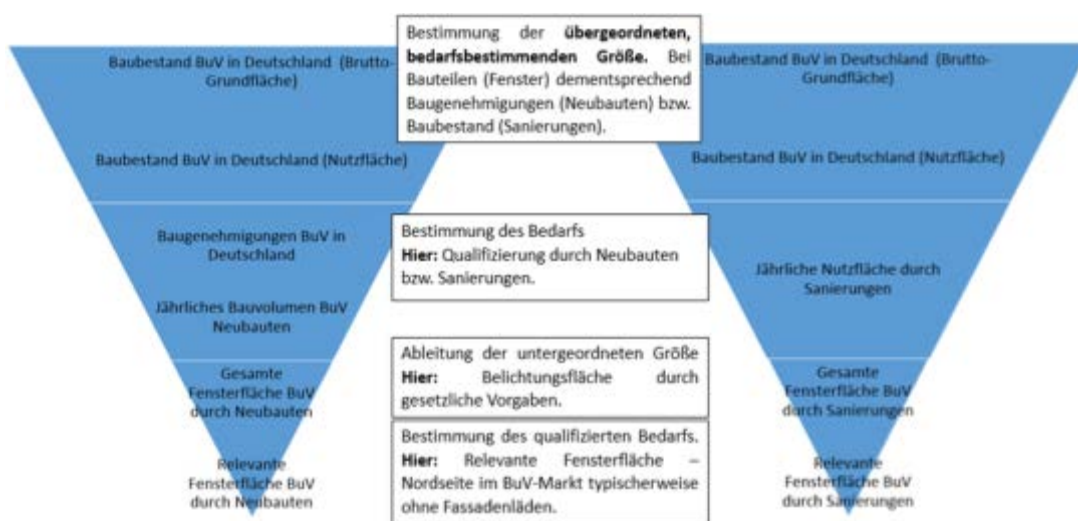 Baubestand BuV in Deutschland (Brutto-
Grundfläche)
Baubestand BuV in Deutschland (Nutzfläche)
Baugenehmigungen BuV in
Deutschland
Jährliches Bauvolumen BuV
Neubauten
Gesamte
Fensterfläche BuV
durch Neubauten
Relevante
Fensterfläche BuV
durch Neubauten
Bestimmung der übergeordneten,
bedarfsbestimmenden Größe. Bei
Bauteilen (Fenster) dementsprechend
Baugenehmigungen (Neubauten) bzw.
Baubestand (Sanierungen).
Bestimmung des Bedarfs
Hier: Qualifizierung durch Neubauten
bzw. Sanierungen.
Ableitung der untergeordneten Größe
Hier: Belichtungsfläche durch
gesetzliche Vorgaben.
Bestimmung des qualifizierten Bedarfs.
Hier: Relevante Fensterfläche –
Nordseite im BuV-Markt typischerweise
ohne Fassadenläden.
Baubestand BuV in Deutschland (Brutto-
Grundfläche)
Baubestand BuV in Deutschland (Nutzfläche)
Jährliche Nutzfläche durch
Sanierungen
Gesamte
Fensterfläche BuV
durch Sanierungen
Relevante
Fensterfläche BuV
durch Sanierungen